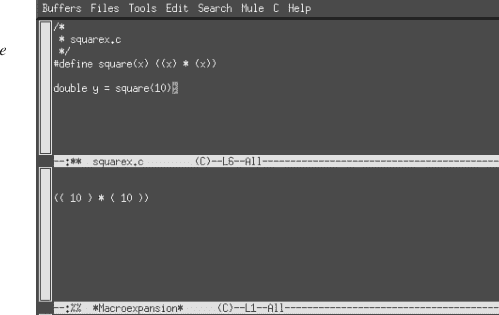 Buffers Files Tools Edit Search Mule C Help
/*
 * squarex.c
 */
#define square(x) ((x) * (x))
double y = square(10);
--:** squarex.c (C)--L6--All--------------------------------------------
(( 10 ) * ( 10 ))
--:%% *Macroexpansion* (C)--L1--All----------------------------------------